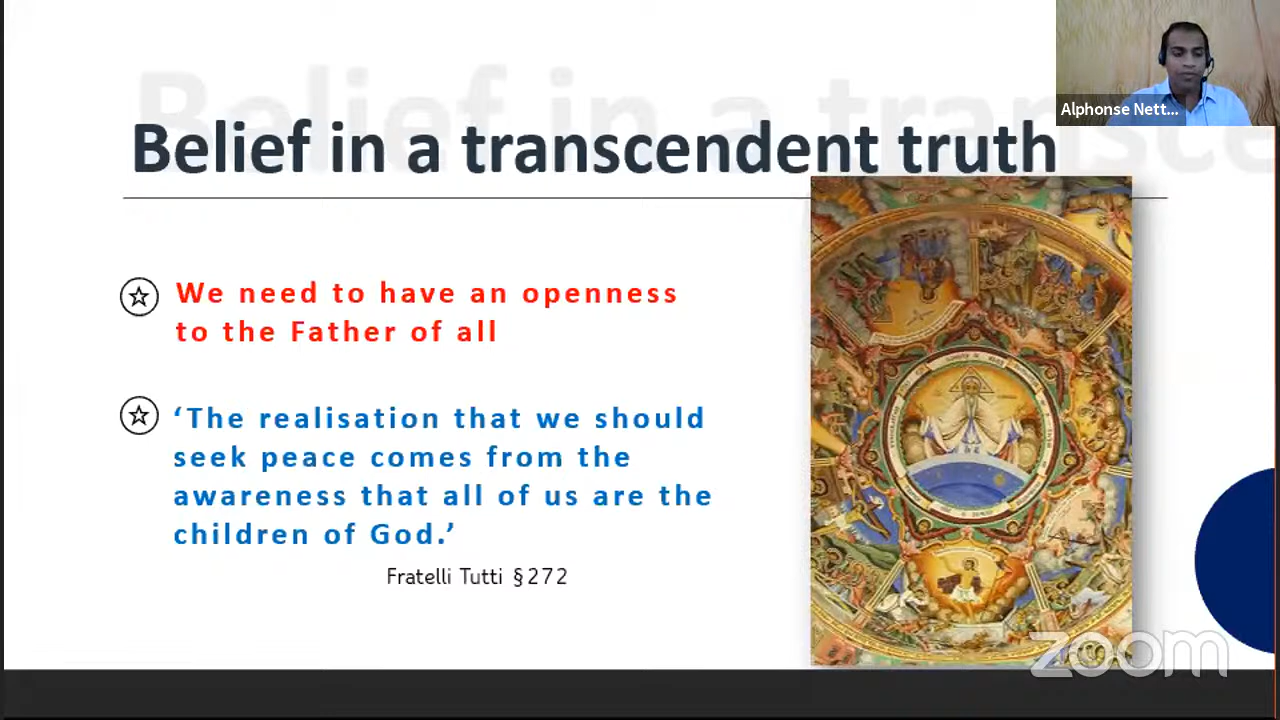 Belief in a transcendent truth
Alphonse Nett...
We need to have an openness
to the Father of all
‘The realisation that we should
seek peace comes from the
awareness that all of us are the
children of God.’
Fratelli Tutti §272
zoom